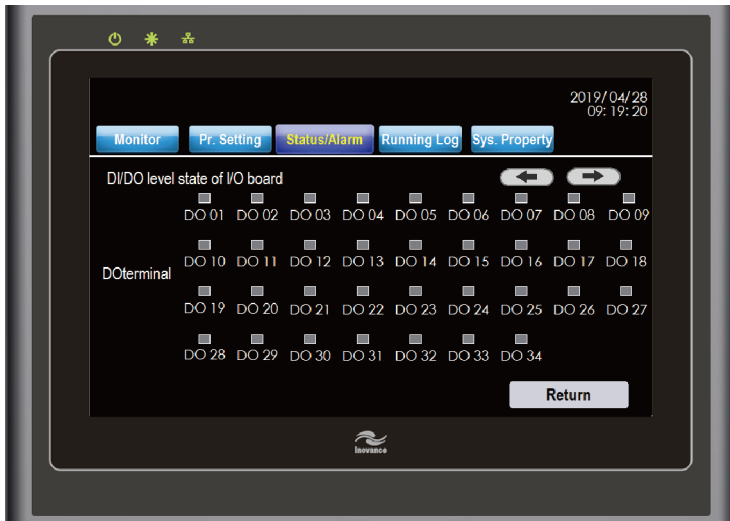 2019/04/28
09:19:20
Monitor Pr. Setting Status/Alarm Running Log Sys. Property
DI/DO level state of I/O board
DO 01 DO 02 DO 03 DO 04 DO 05 DO 06 DO 07 DO 08 DO 09
DOterminal
DO 10 DO 11 DO 12 DO 13 DO 14 DO 15 DO 16 DO 17 DO 18
DO 19 DO 20 DO 21 DO 22 DO 23 DO 24 DO 25 DO 26 DO 27
DO 28 DO 29 DO 30 DO 31 DO 32 DO 33 DO 34
Return
Inovance